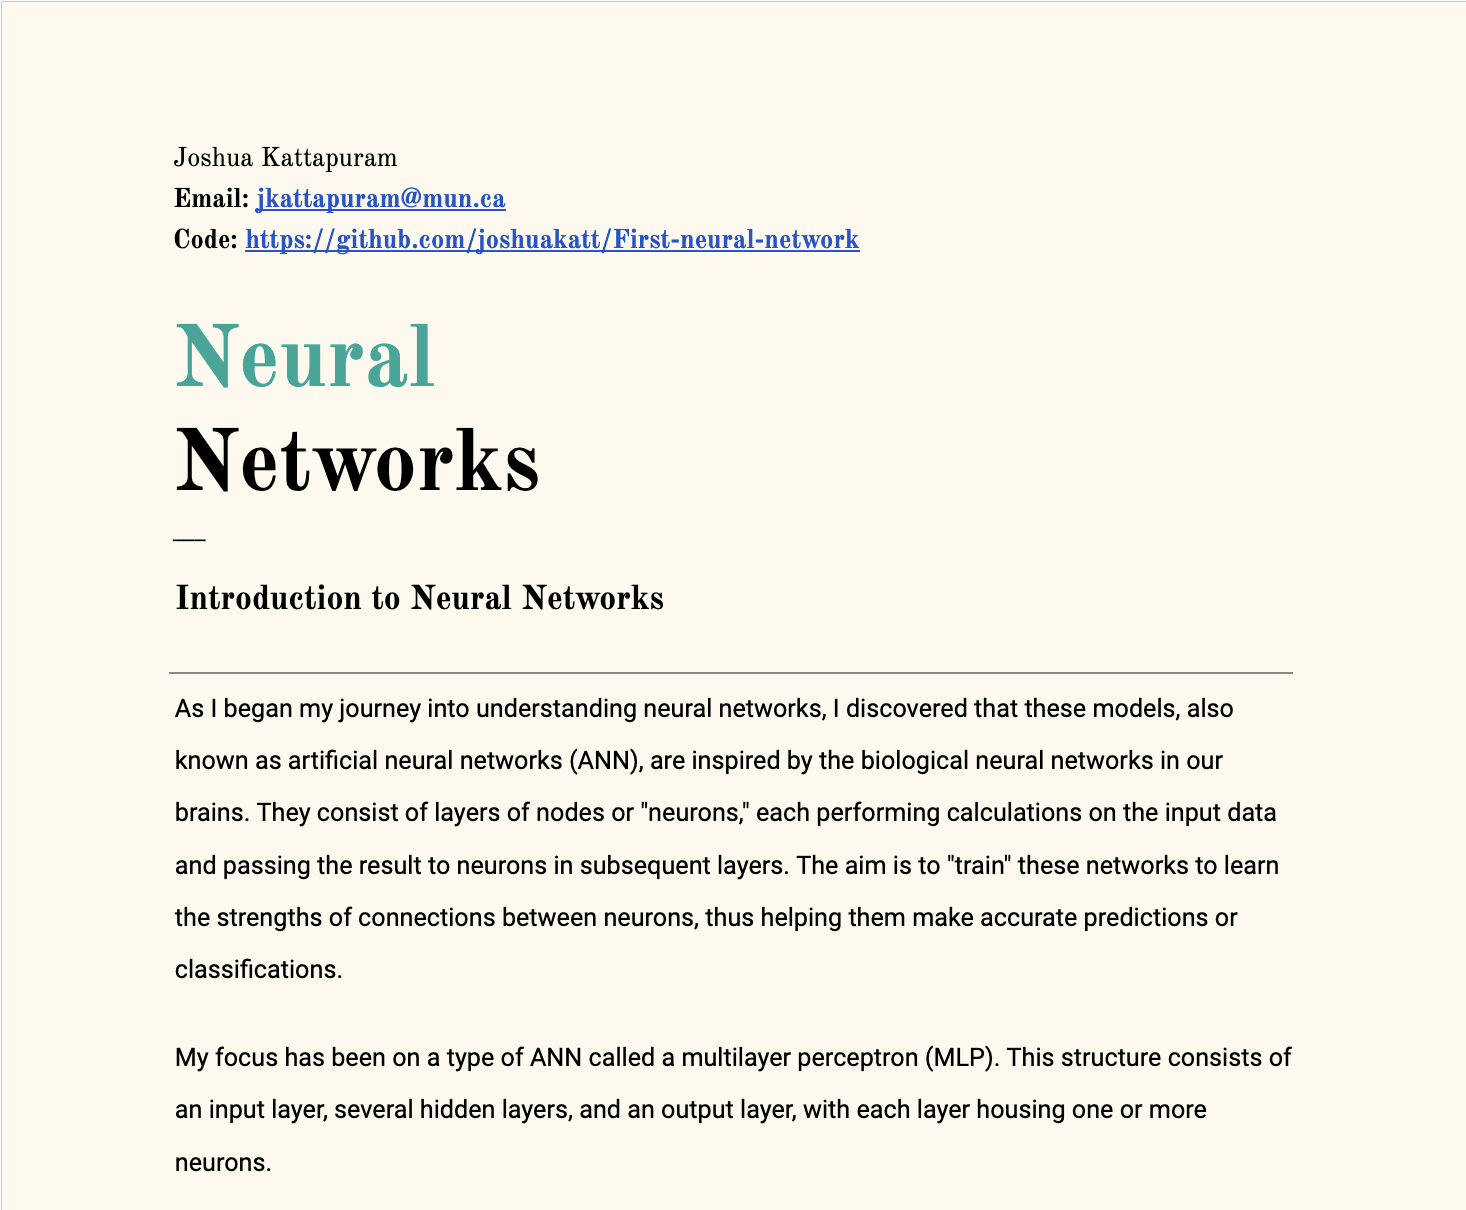 Joshua Kattapuram
Email: jkattapuram@mun.ca
Code: https://github.com/joshuakatt/First-neural-network
Neural
Networks
Introduction to Neural Networks
As I began my journey into understanding neural networks, I discovered that these models, also
known as artificial neural networks (ANN), are inspired by the biological neural networks in our
brains. They consist of layers of nodes or "neurons," each performing calculations on the input data
and passing the result to neurons in subsequent layers. The aim is to "train" these networks to learn
the strengths of connections between neurons, thus helping them make accurate predictions or
classifications.
My focus has been on a type of ANN called a multilayer perceptron (MLP). This structure consists of
an input layer, several hidden layers, and an output layer, with each layer housing one or more
neurons.